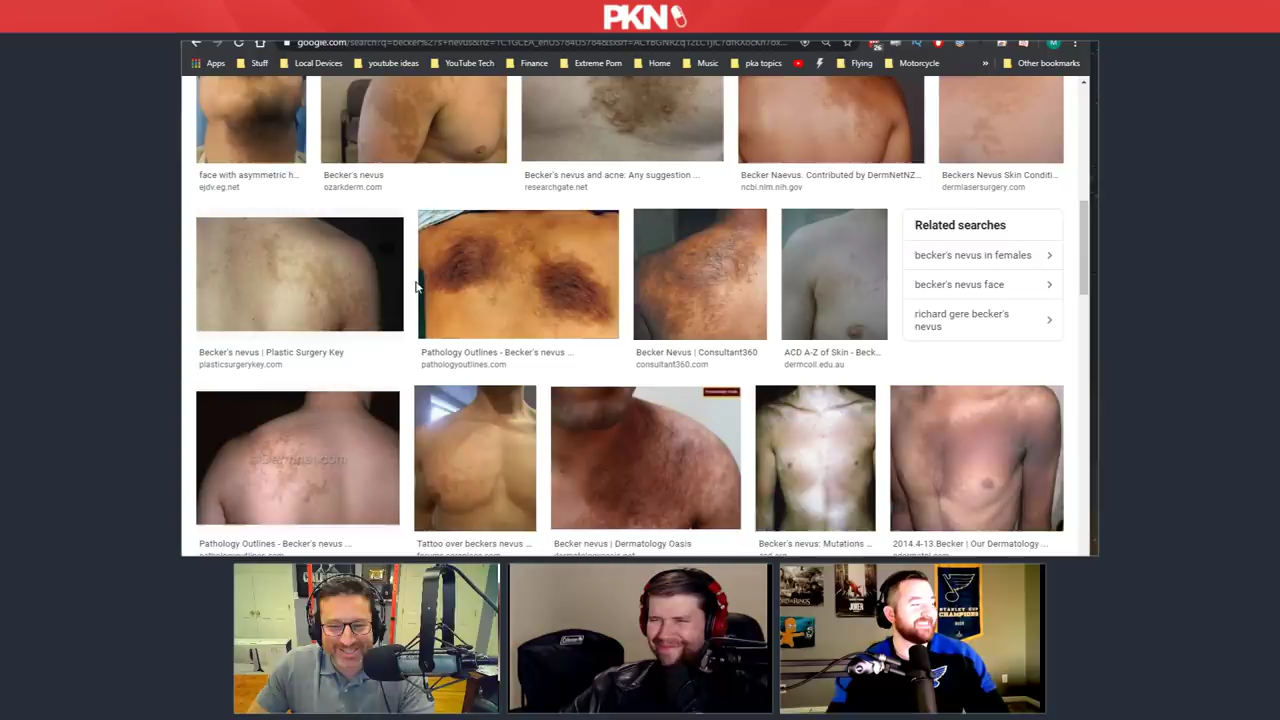 PKN
Apps
Stuff
Local Devices
youtube ideas
YouTube Tech
Finance
Extreme Porn
Home
Music
pka topics
Flying
Motorcycle
»
Other bookmarks
face with asymmetric h...
ejdv.eg.net
Becker's nevus
ozarkderm.com
Becker's nevus and acne: Any suggestion ...
researchgate.net
Becker Naevus. Contributed by DermNetNZ...
ncbi.nlm.nih.gov
Beckers Nevus Skin Conditi...
dermlasersurgery.com
Becker's nevus | Plastic Surgery Key
plasticsurgerykey.com
Pathology Outlines - Becker's nevus ...
pathologyoutlines.com
Becker Nevus | Consultant360
consultant360.com
ACD A-Z of Skin - Beck...
dermcoll.edu.au
Related searches
becker's nevus in females
becker's nevus face
richard gere becker's
nevus
Pathology Outlines - Becker's nevus ...
Tattoo over beckers nevus ...
Becker nevus | Dermatology Oasis
Becker's nevus: Mutations ...
2014.4-13.Becker | Our Dermatology ...
JOKER
STANLEY CUP
CHAMPIONS